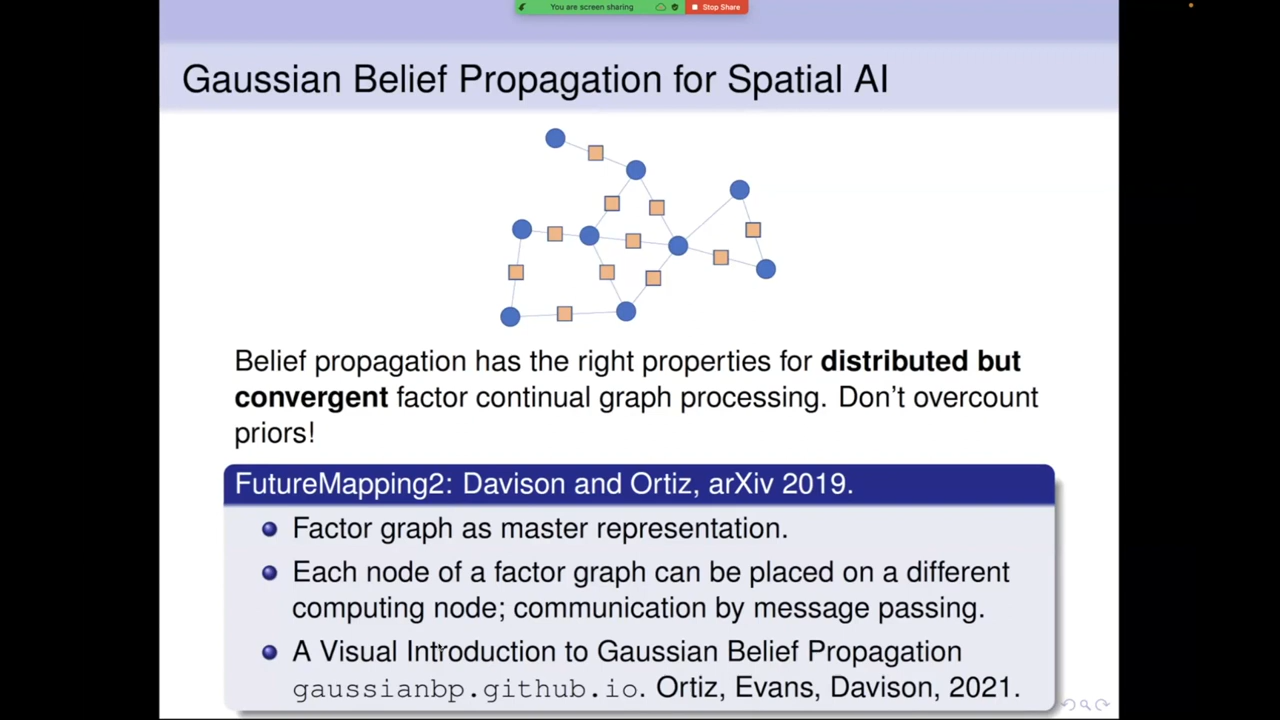 You are screen sharing
Stop Share
Gaussian Belief Propagation for Spatial AI
Belief propagation has the right properties for distributed but
convergent factor continual graph processing. Don't overcount
priors!
FutureMapping2: Davison and Ortiz, arXiv 2019.
Factor graph as master representation.
Each node of a factor graph can be placed on a different
computing node; communication by message passing.
A Visual Introduction to Gaussian Belief Propagation
gaussianbp.github.io. Ortiz, Evans, Davison, 2021.